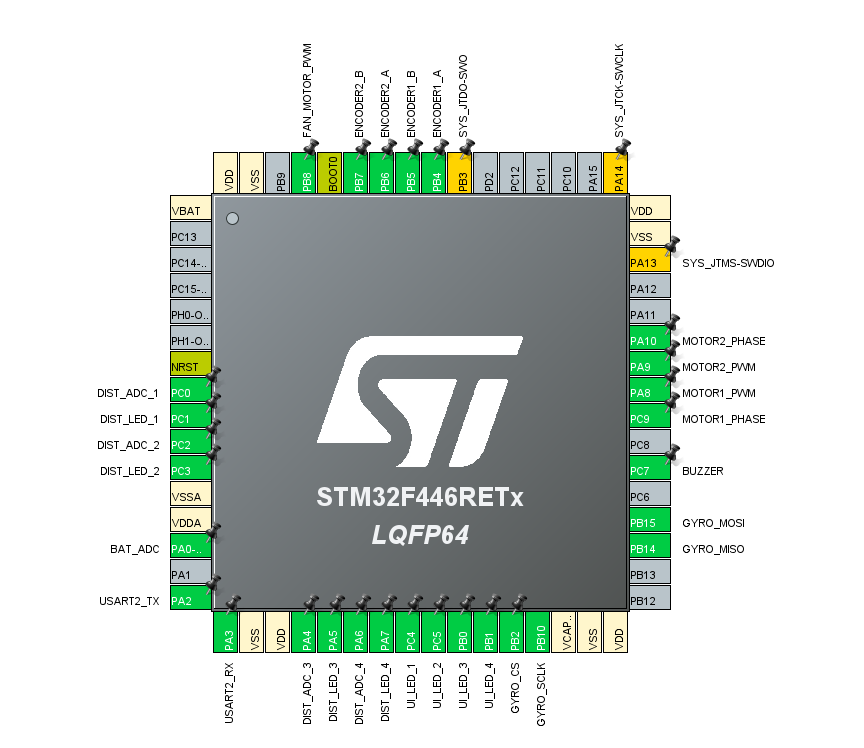 FAN_MOTOR_PWM
ENCODER2_B
ENCODER2_A
ENCODER1_B
ENCODER1_A
SYS_JTDO-SWO
SYS_JTCK-SWCLK
VDD
VSS
PB9
PB8
BOOT0
PB7
PB6
PB5
PB4
PB3
PD2
PC12
PC11
PC10
PA15
PA14
VBAT
PC13
PC14-..
PC15-..
PH0-O..
PH1-O..
NRST
DIST_ADC_1 PC0
DIST_LED_1 PC1
DIST_ADC_2 PC2
DIST_LED_2 PC3
VSSA
VDDA
BAT_ADC PA0-..
PA1
USART2_TX PA2
ST
STM32F446RETx
LQFP64
VDD
VSS
PA13 SYS_JTMS-SWDIO
PA12
PA11
PA10 MOTOR2_PHASE
PA9 MOTOR2_PWM
PA8 MOTOR1_PWM
PC9 MOTOR1_PHASE
PC8
PC7 BUZZER
PC6
PB15 GYRO_MOSI
PB14 GYRO_MISO
PB13
PB12
PA3
VSS
VDD
PA4
PA5
PA6
PA7
PC4
PC5
PB0
PB1
PB2
PB10
VCAP..
VSS
VDD
USART2_RX
DIST_ADC_3
DIST_LED_3
DIST_ADC_4
DIST_LED_4
UI_LED_1
UI_LED_2
UI_LED_3
UI_LED_4
GYRO_CS
GYRO_SCLK